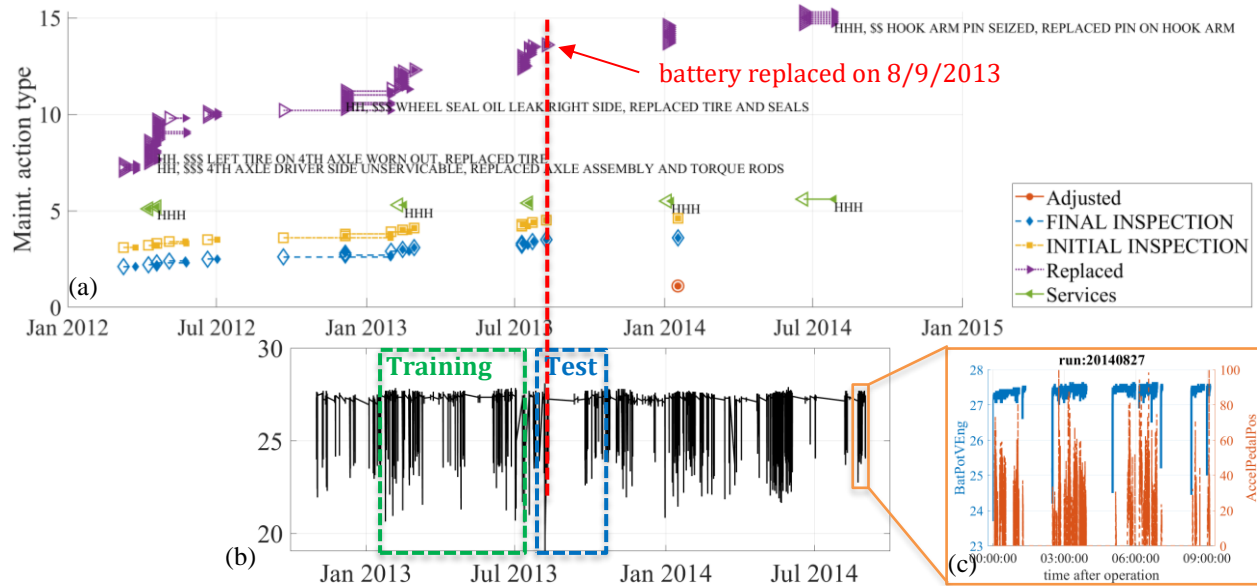 15
10
5
0
Maint. action type
HHH, $$ HOOK ARM PIN SEIZED, REPLACED PIN ON HOOK ARM
battery replaced on 8/9/2013
HH, $$$ WHEEL SEAL OIL LEAK RIGHT SIDE, REPLACED TIRE AND SEALS
HH, $$$ LEFT TIRE ON 4TH AXLE WORN OUT, REPLACED TIRE
HH, $$$ 4TH AXLE DRIVER SIDE UNSERVICABLE, REPLACED AXLE ASSEMBLY AND TORQUE RODS
HHH
HHH
HHH
HHH
Adjusted
FINAL INSPECTION
INITIAL INSPECTION
Replaced
Services
(a)
Jan 2012
Jul 2012
Jan 2013
Jul 2013
Jan 2014
Jul 2014
Jan 2015
30
25
20
Training
Test
(b)
Jan 2013
Jul 2013
Jan 2014
Jul 2014
run:20140827
28
27
26
25
24
23
BatPotVEng
100
80
60
40
20
0
AccelPedalPos
00:00:00
03:00:00
06:00:00
09:00:00
time after operation
(c)